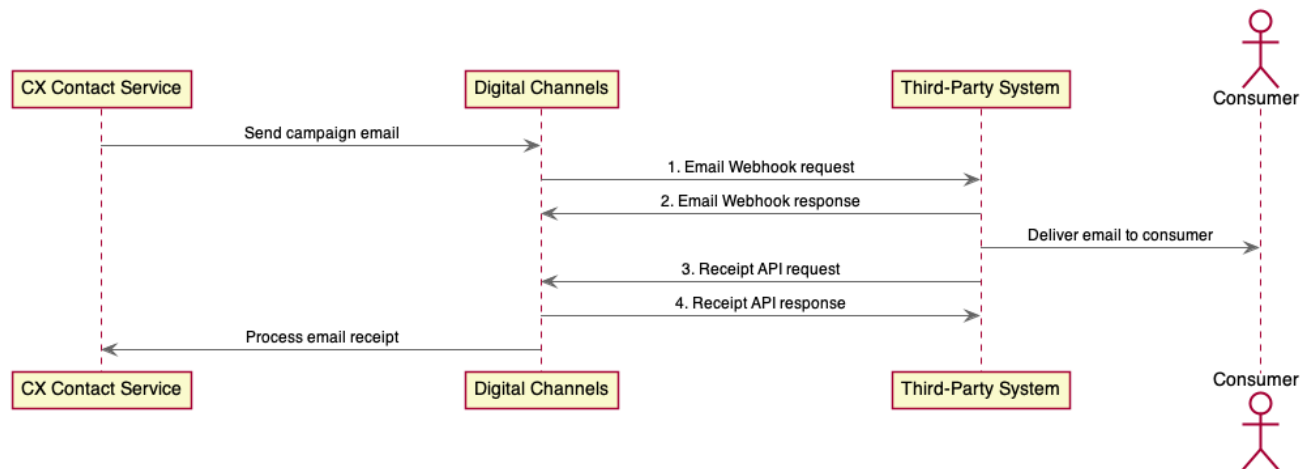 CX Contact Service
Digital Channels
Third-Party System
Consumer
Send campaign email
1. Email Webhook request
2. Email Webhook response
Deliver email to consumer
3. Receipt API request
4. Receipt API response
Process email receipt
CX Contact Service
Digital Channels
Third-Party System
Consumer